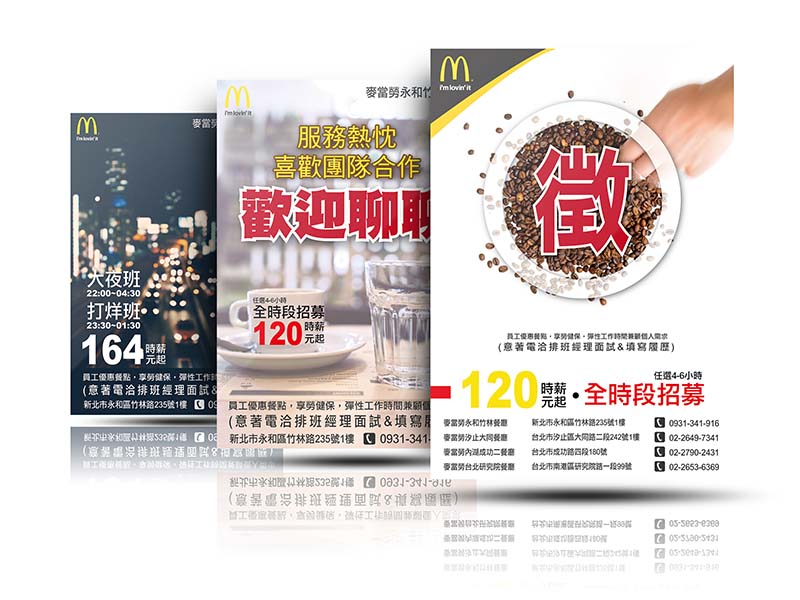 i'm lovin' it
麥當勞
大夜班
22:00~04:30
打烊班
23:30~01:30
164 時薪元起
員工優惠餐點，享勞健保，彈性工作時
(意著電洽排班經理面試
新北市永和區竹林路235號1樓
i'm lovin' it
麥當勞永和竹
服務熱忱
喜歡團隊合作
歡迎聊聊
任選4-6小時
全時段招募
120 時薪元起
員工優惠餐點，享勞健保，彈性工作時間兼顧個
(意著電洽排班經理面試&填寫履
新北市永和區竹林路235號1樓 0931-341-
i'm lovin' it
徵
員工優惠餐點，享勞健保，彈性工作時間兼顧個人需求
(意著電洽排班經理面試&填寫履歷)
任選4-6小時
120 時薪元起・全時段招募
麥當勞永和竹林餐廳 新北市永和區竹林路235號1樓 0931-341-916
麥當勞汐止大同餐廳 台北市汐止區大同路二段242號1樓 02-2649-7341
麥當勞內湖成功二餐廳 台北市成功路四段180號 02-2790-2431
麥當勞台北研究院餐廳 台北市南港區研究院路一段99號 02-2653-6369